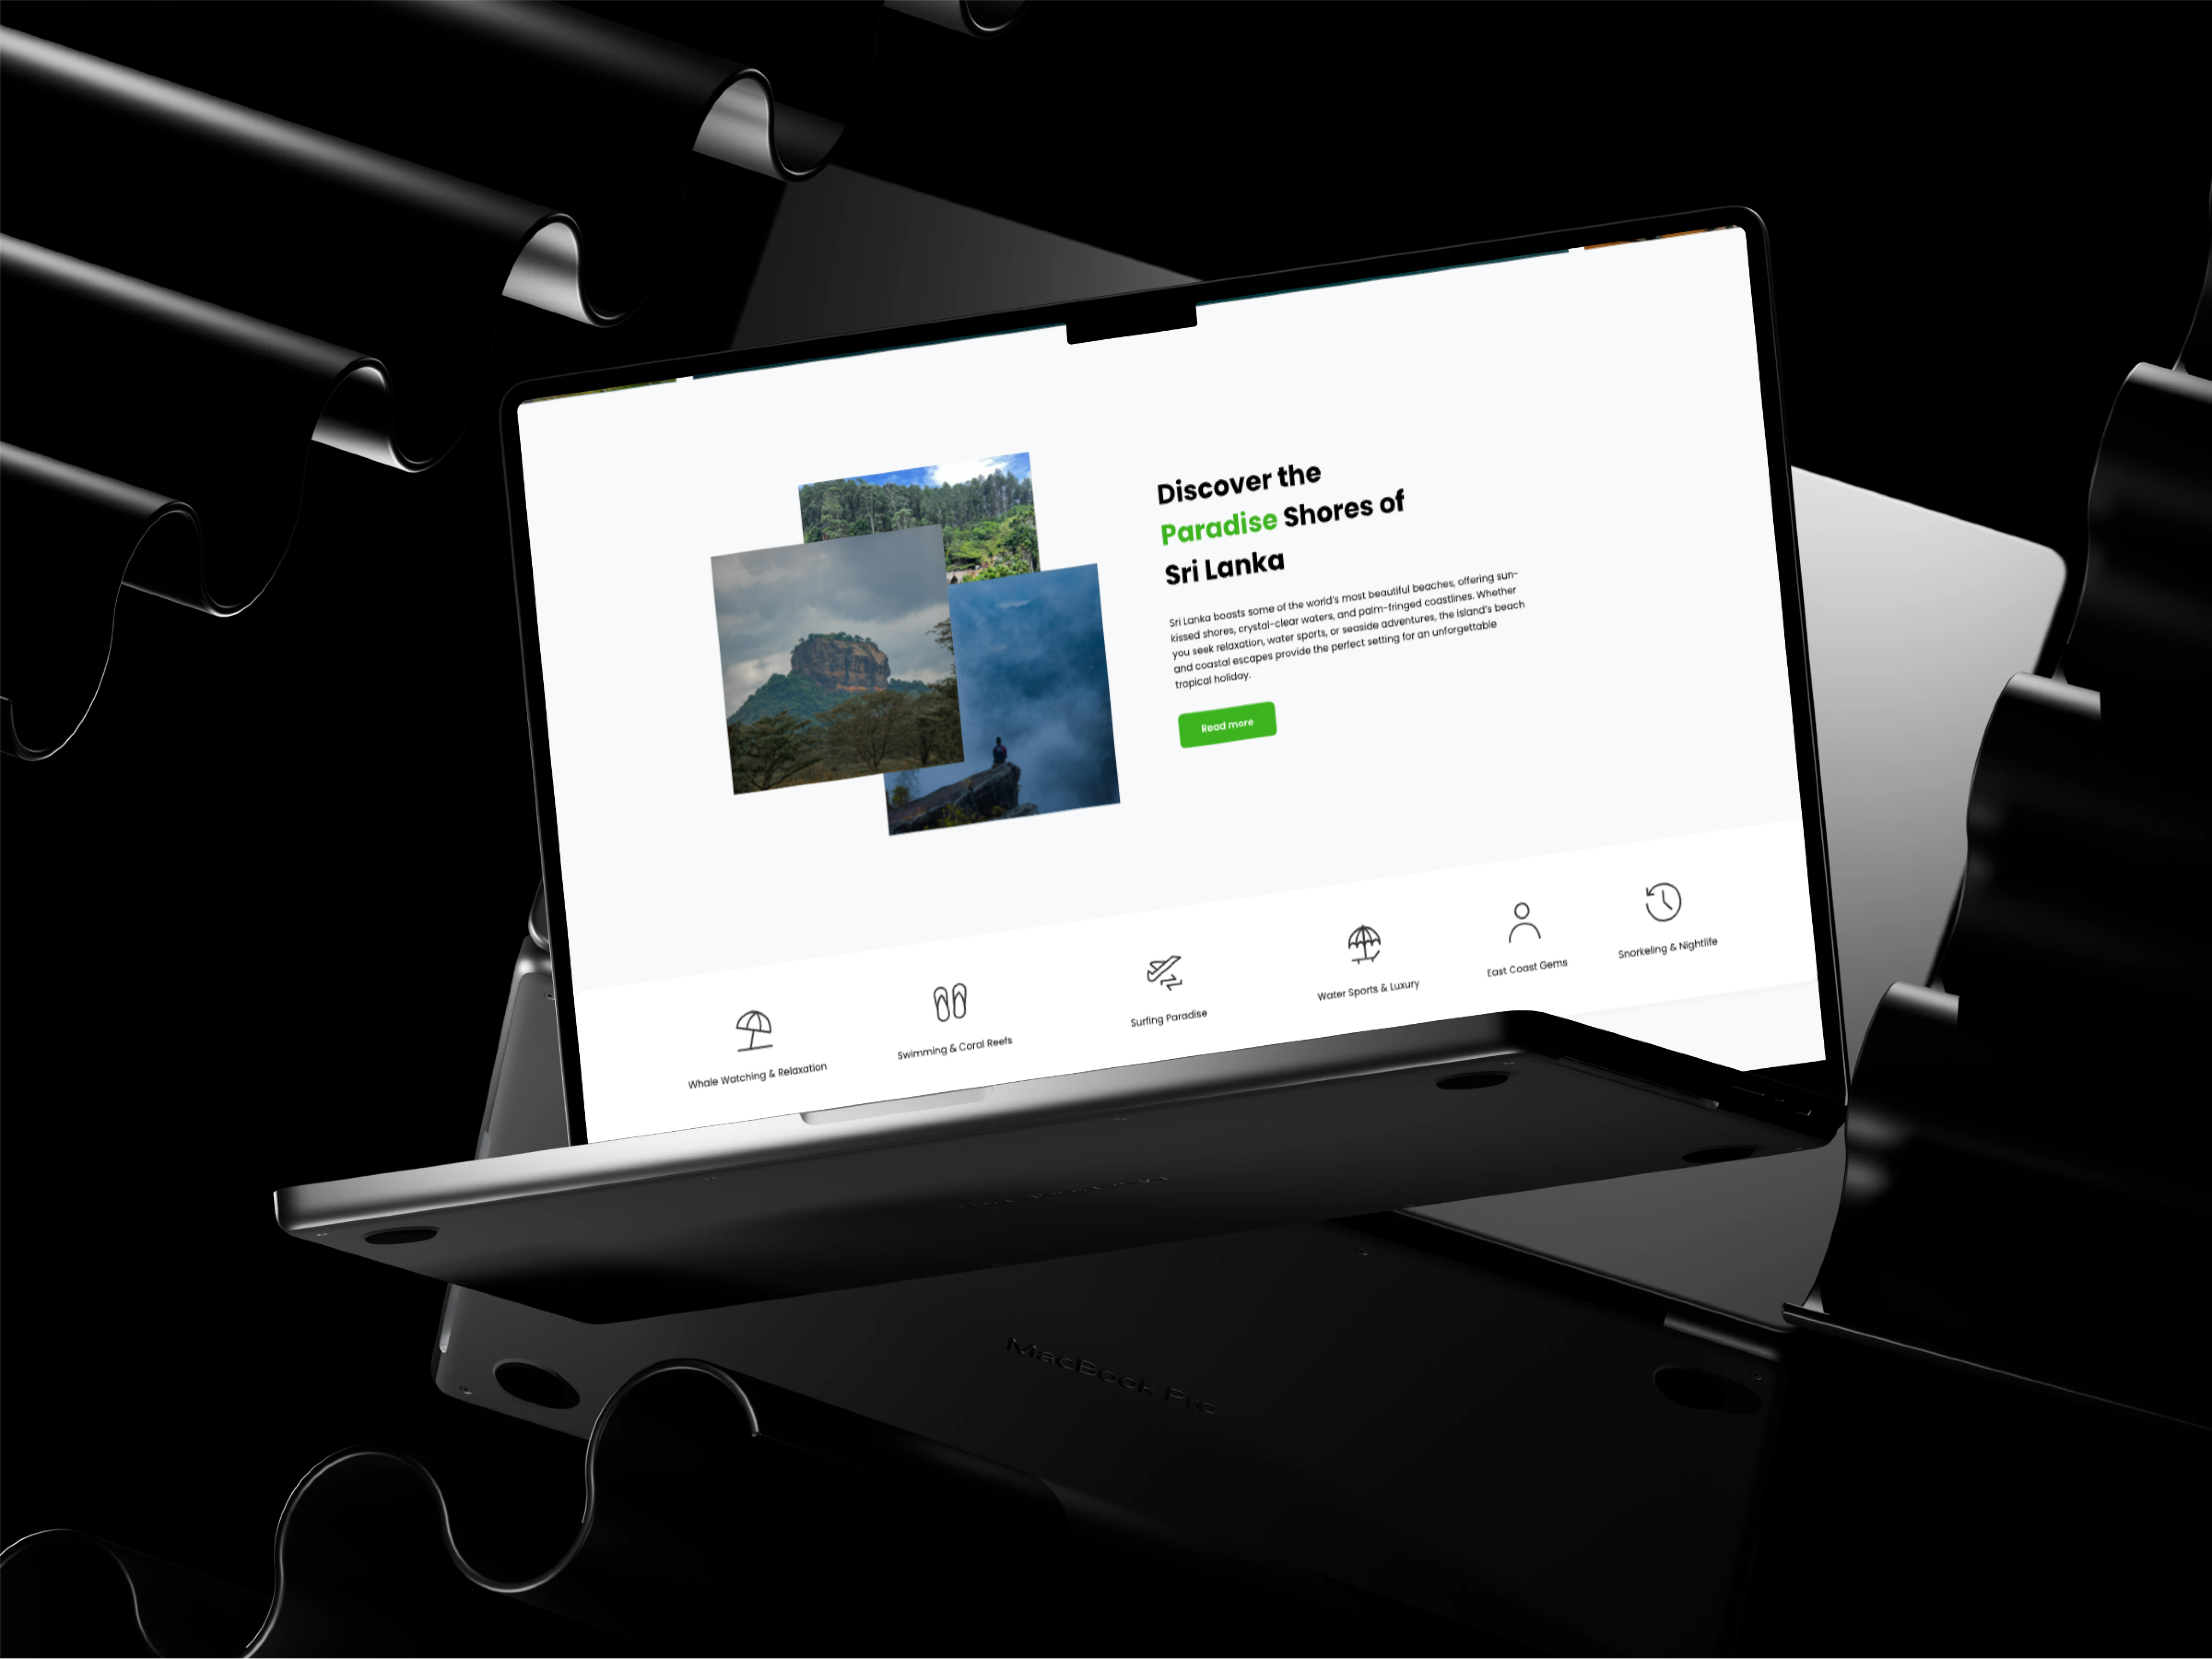 Discover the
Paradise Shores of
Sri Lanka
Sri Lanka boasts some of the world's most beautiful beaches, offering sun-
kissed shores, crystal-clear waters, and palm-fringed coastlines. Whether
you seek relaxation, water sports, or seaside adventures, the island's beach
and coastal escapes provide the perfect setting for an unforgettable
tropical holiday.
Read more
Whale Watching & Relaxation
Swimming & Coral Reefs
Surfing Paradise
Water Sports & Luxury
East Coast Gems
Snorkeling & Nightlife
MacBook Pro